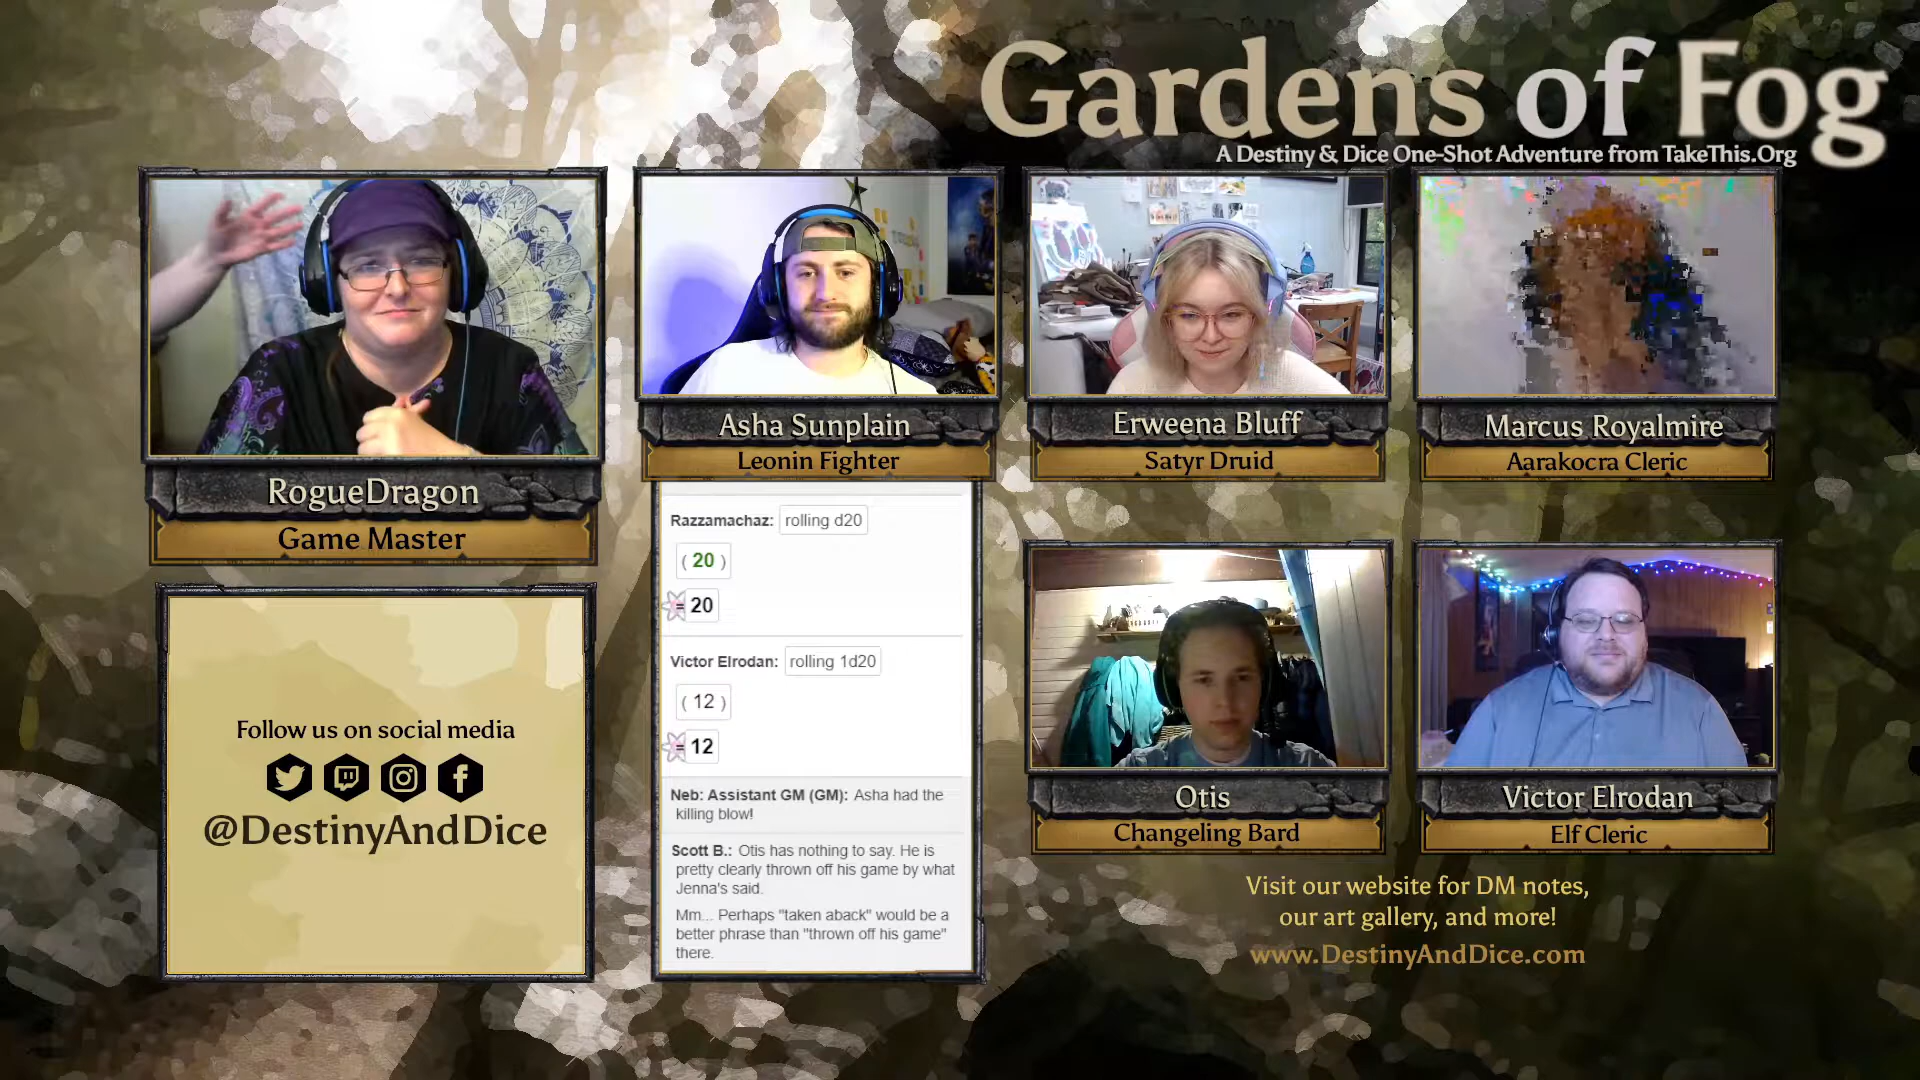 Gardens of Fog
A Destiny & Dice One-Shot Adventure from TakeThis.Org
RogueDragon
Game Master
Asha Sunplain
Leonin Fighter
Erweena Bluff
Satyr Druid
Marcus Royalmire
Aarakocra Cleric
Razzamachaz: rolling d20
( 20 )
= 20
Victor Elrodan: rolling 1d20
( 12 )
= 12
Neb: Assistant GM (GM): Asha had the
killing blow!
Scott B.: Otis has nothing to say. He is
pretty clearly thrown off his game by what
Jenna's said.
Mm... Perhaps "taken aback" would be a
better phrase than "thrown off his game"
there.
Otis
Changeling Bard
Victor Elrodan
Elf Cleric
Follow us on social media
@DestinyAndDice
Visit our website for DM notes,
our art gallery, and more!
www.DestinyAndDice.com